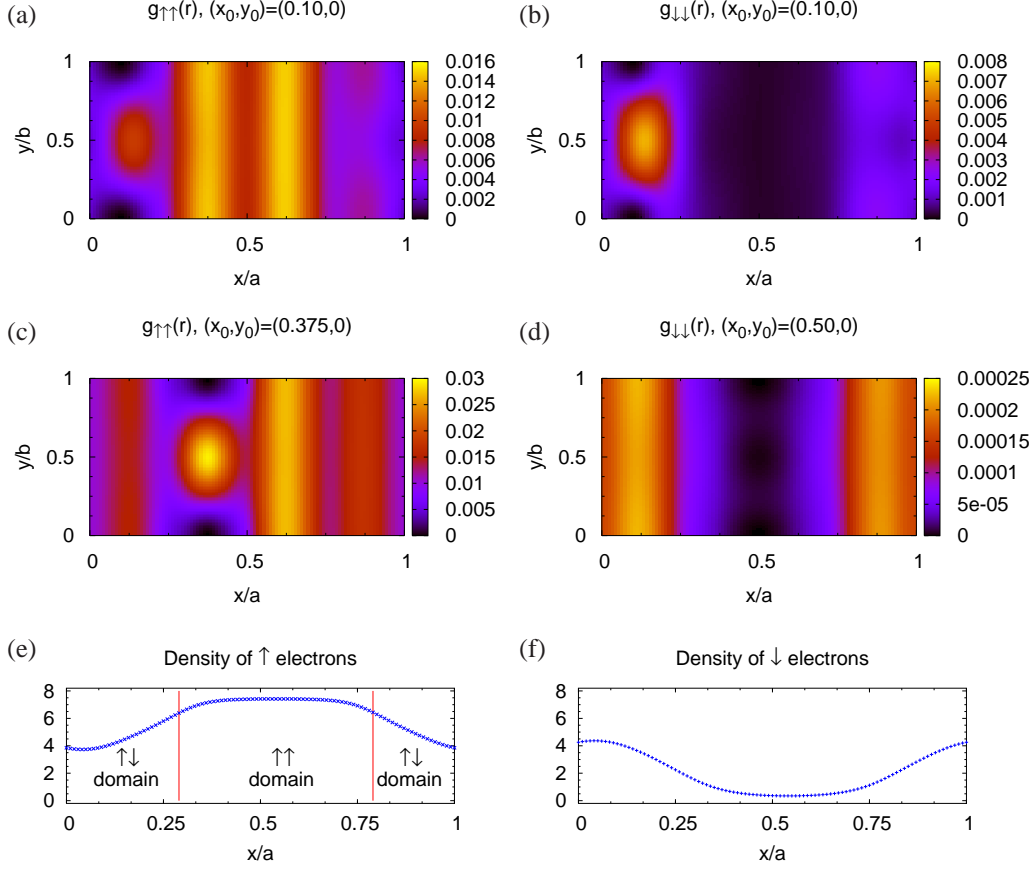 (a)
g↑↑(r), (x0,y0)=(0.10,0)
1
0.5
0
y/b
0 0.5 1
x/a
0.016
0.014
0.012
0.010
0.008
0.006
0.004
0.002
0
(b)
g↓↓(r), (x0,y0)=(0.10,0)
1
0.5
0
y/b
0 0.5 1
x/a
0.008
0.007
0.006
0.005
0.004
0.003
0.002
0.001
0
(c)
g↑↑(r), (x0,y0)=(0.375,0)
1
0.5
0
y/b
0 0.5 1
x/a
0.03
0.025
0.02
0.015
0.01
0.005
0
(d)
g↓↓(r), (x0,y0)=(0.50,0)
1
0.5
0
y/b
0 0.5 1
x/a
0.00025
0.0002
0.00015
0.0001
5e-05
0
(e)
Density of ↑ electrons
8
6
4
2
0
↑↓ ↑↑ ↑↓
domain domain domain
0 0.25 0.5 0.75 1
x/a
(f)
Density of ↓ electrons
8
6
4
2
0
0 0.25 0.5 0.75 1
x/a